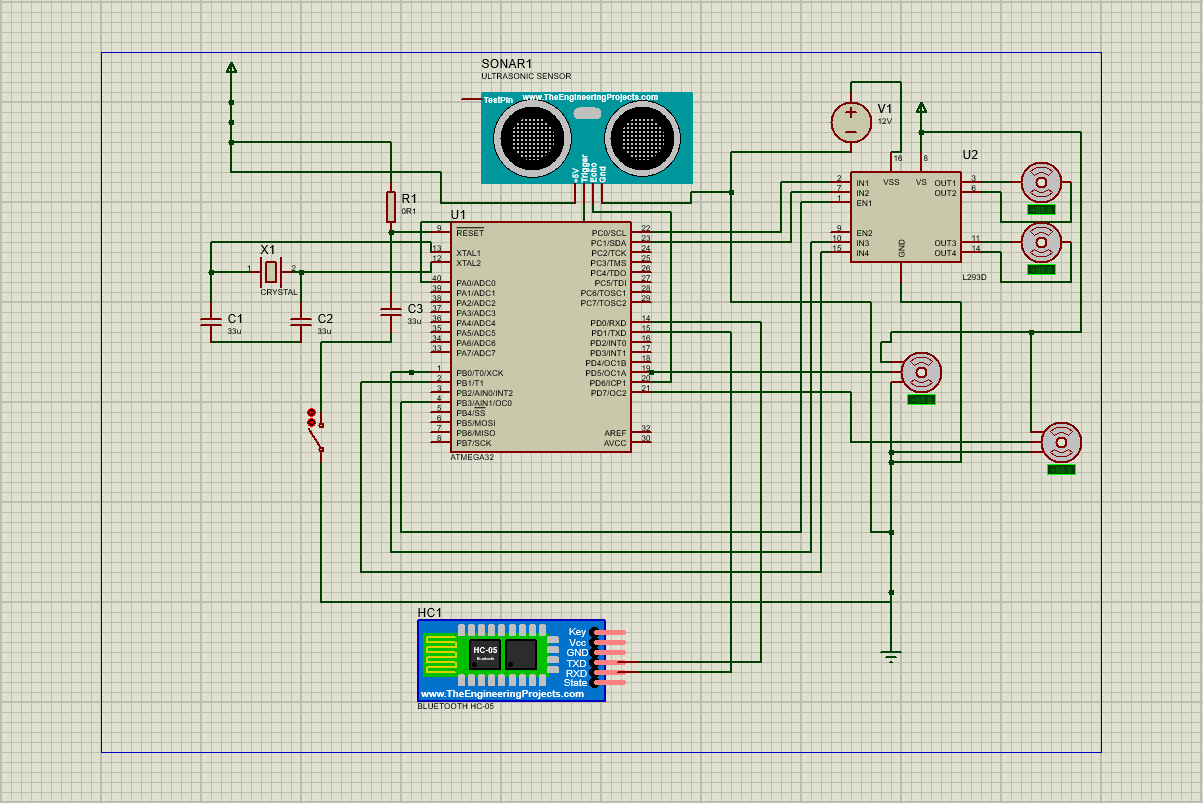 SONAR1
ULTRASONIC SENSOR
TestPin
www.TheEngineeringProjects.com
+5V
Trigger
Echo
Gnd
V1
12V
U2
16
8
VSS
VS
2
7
1
IN1
IN2
EN1
9
10
15
EN2
IN3
IN4
OUT1
OUT2
3
6
OUT3
OUT4
11
14
GND
L293D
R1
0R1
X1
1
2
CRYSTAL
C1
33u
C2
33u
C3
33u
U1
9
RESET
13
XTAL1
12
XTAL2
40
PA0/ADC0
39
PA1/ADC1
38
PA2/ADC2
37
PA3/ADC3
36
PA4/ADC4
35
PA5/ADC5
34
PA6/ADC6
33
PA7/ADC7
1
PB0/T0/XCK
2
PB1/T1
3
PB2/AIN0/INT2
4
PB3/AIN1/OC0
5
PB4/SS
6
PB5/MOSI
7
PB6/MISO
8
PB7/SCK
PC0/SCL
22
PC1/SDA
23
PC2/TCK
24
PC3/TMS
25
PC4/TDO
26
PC5/TDI
27
PC6/TOSC1
28
PC7/TOSC2
29
PD0/RXD
14
PD1/TXD
15
PD2/INT0
16
PD3/INT1
17
PD4/OC1B
18
PD5/OC1A
19
PD6/ICP1
20
PD7/OC2
21
AREF
32
AVCC
30
ATMEGA32
HC1
HC-05
Bluetooth
Key
Vcc
GND
TXD
RXD
State
www.TheEngineeringProjects.com
BLUETOOTH HC-05